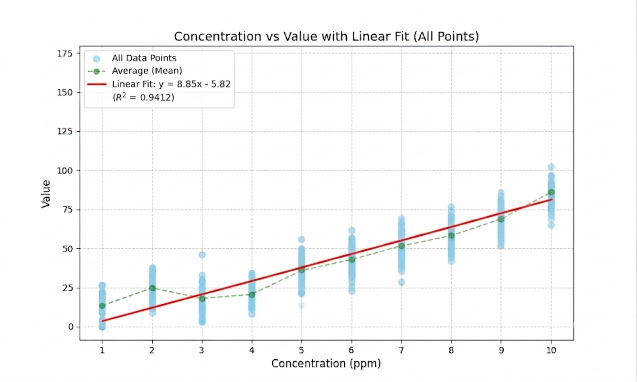 Concentration vs Value with Linear Fit (All Points)
All Data Points
Average (Mean)
Linear Fit: y = 8.85x - 5.82
(R² = 0.9412)
175
150
125
100
75
50
25
0
Value
1 2 3 4 5 6 7 8 9 10
Concentration (ppm)